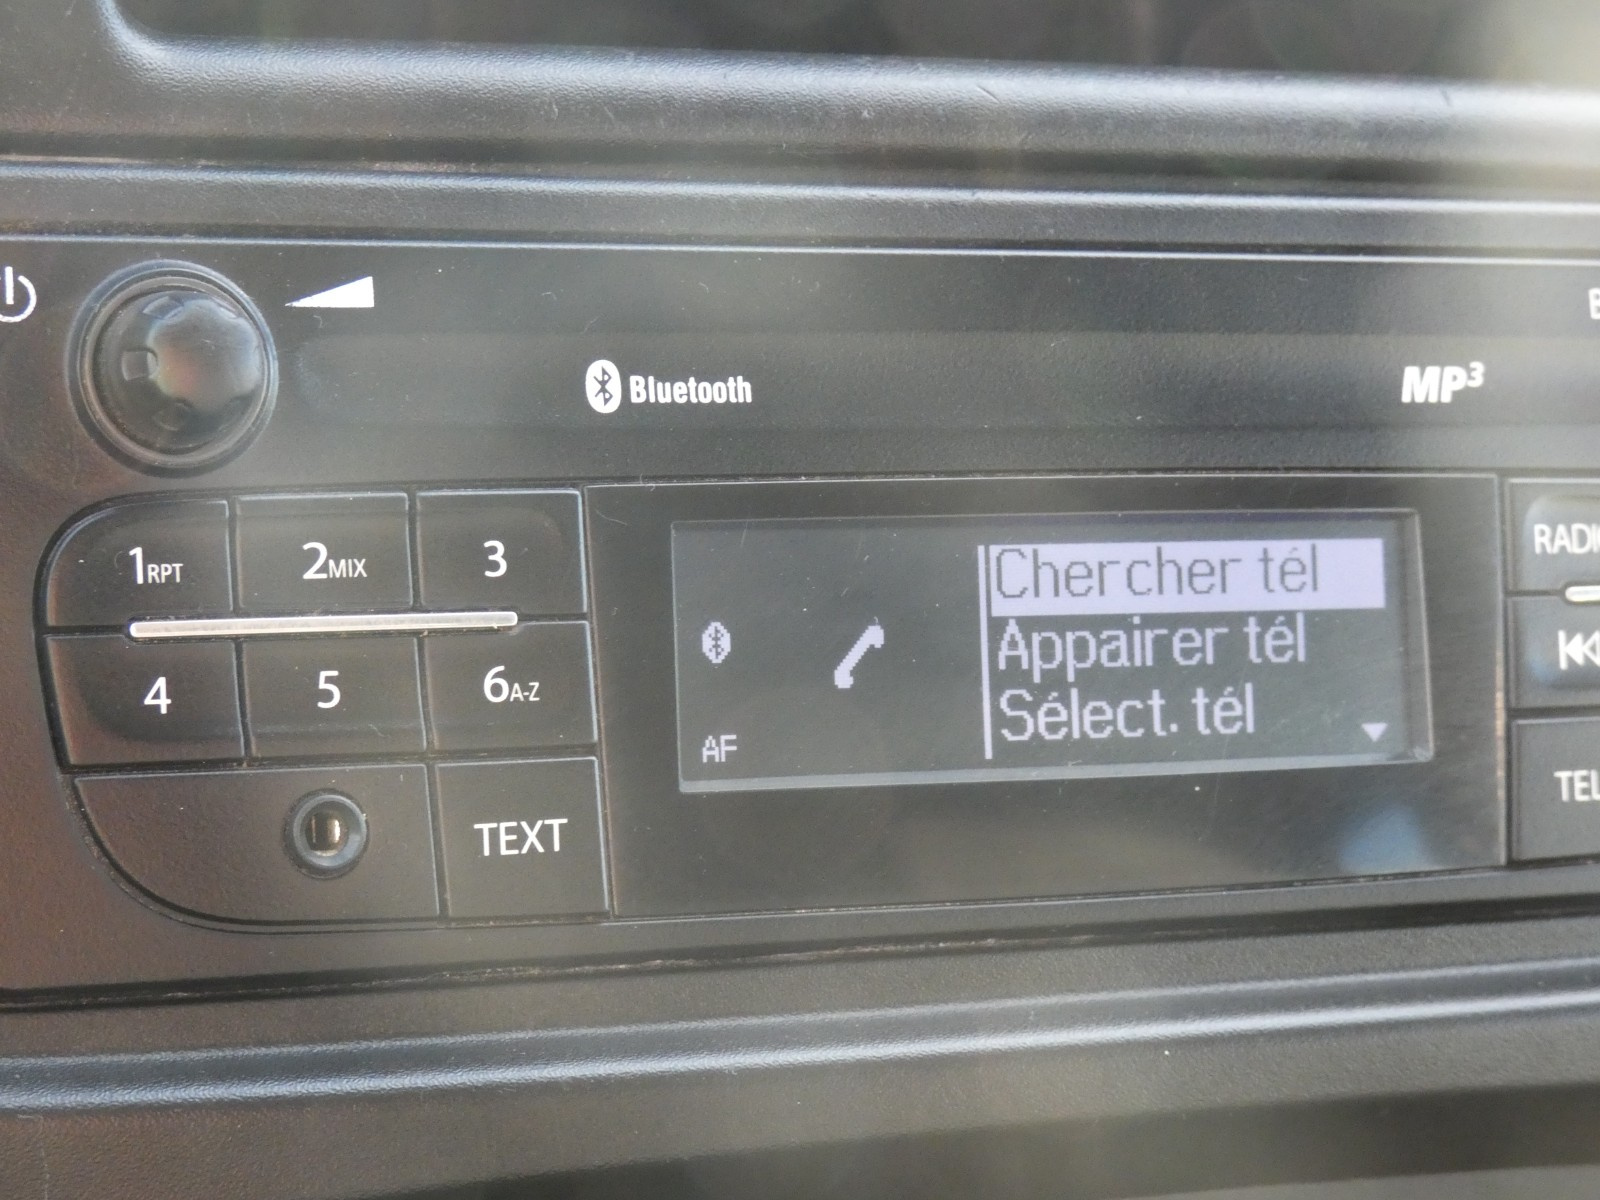 Bluetooth
MP3
1RPT
2MIX
3
4
5
6A-Z
TEXT
Chercher tél
Appairer tél
Sélect. tél
AF